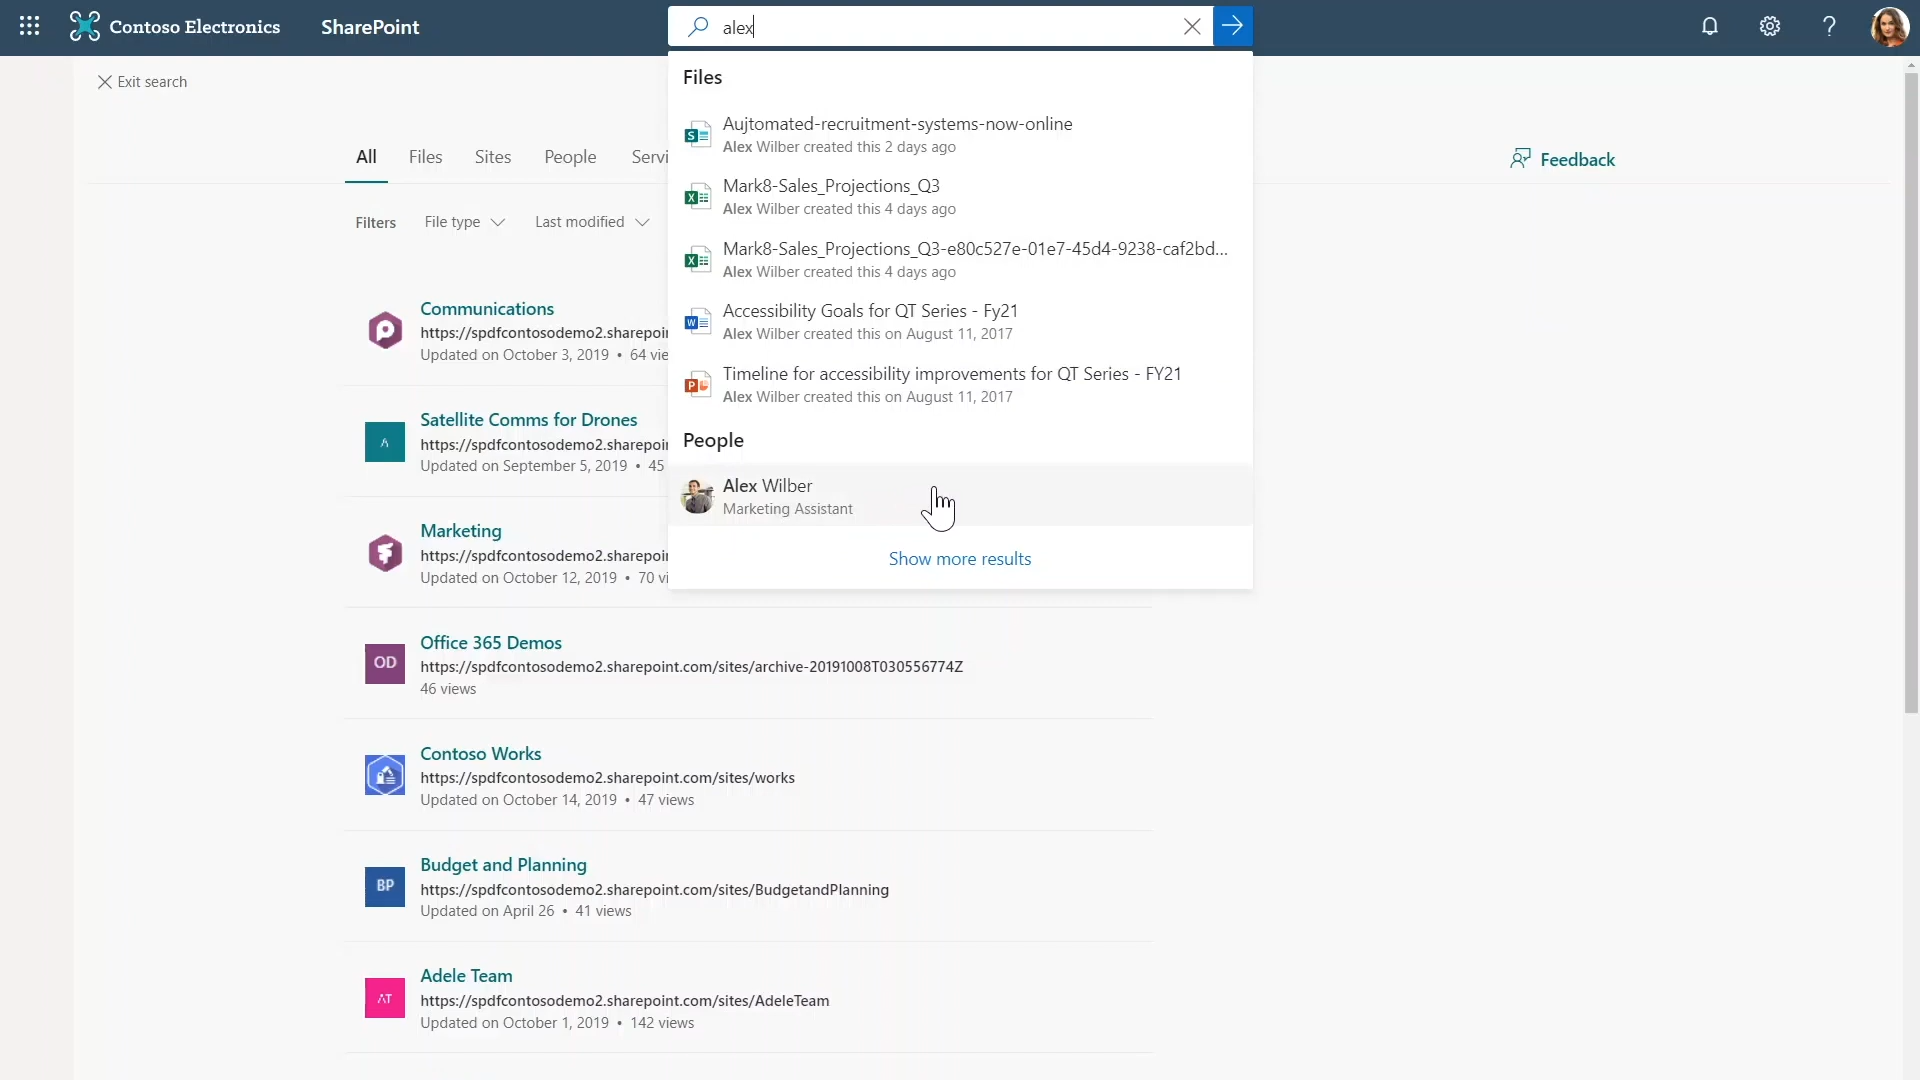 Contoso Electronics
SharePoint
alex
Exit search
All
Files
Sites
People
Servi
Feedback
Filters
File type
Last modified
Files
Aujtomated-recruitment-systems-now-online
Alex Wilber created this 2 days ago
Mark8-Sales_Projections_Q3
Alex Wilber created this 4 days ago
Mark8-Sales_Projections_Q3-e80c527e-01e7-45d4-9238-caf2bd...
Alex Wilber created this 4 days ago
Accessibility Goals for QT Series - Fy21
Alex Wilber created this on August 11, 2017
Timeline for accessibility improvements for QT Series - FY21
Alex Wilber created this on August 11, 2017
People
Alex Wilber
Marketing Assistant
Show more results
Communications
https://spdfcontosodemo2.sharepoin
Updated on October 3, 2019 • 64 vie
A
Satellite Comms for Drones
https://spdfcontosodemo2.sharepoin
Updated on September 5, 2019 • 45
Marketing
https://spdfcontosodemo2.sharepoin
Updated on October 12, 2019 • 70 vi
OD
Office 365 Demos
https://spdfcontosodemo2.sharepoint.com/sites/archive-20191008T030556774Z
46 views
Contoso Works
https://spdfcontosodemo2.sharepoint.com/sites/works
Updated on October 14, 2019 • 47 views
BP
Budget and Planning
https://spdfcontosodemo2.sharepoint.com/sites/BudgetandPlanning
Updated on April 26 • 41 views
AT
Adele Team
https://spdfcontosodemo2.sharepoint.com/sites/AdeleTeam
Updated on October 1, 2019 • 142 views